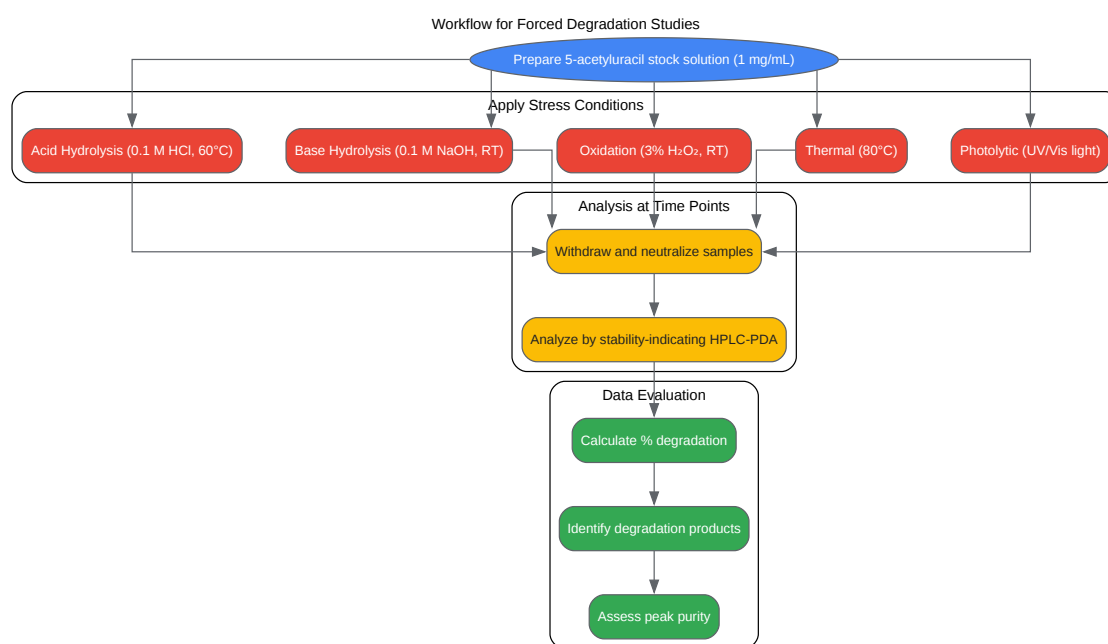 Workflow for Forced Degradation Studies
Prepare 5-acetyluracil stock solution (1 mg/mL)
Apply Stress Conditions
Acid Hydrolysis (0.1 M HCl, 60°C)
Base Hydrolysis (0.1 M NaOH, RT)
Oxidation (3% H₂O₂, RT)
Thermal (80°C)
Photolytic (UV/Vis light)
Analysis at Time Points
Withdraw and neutralize samples
Analyze by stability-indicating HPLC-PDA
Data Evaluation
Calculate % degradation
Identify degradation products
Assess peak purity